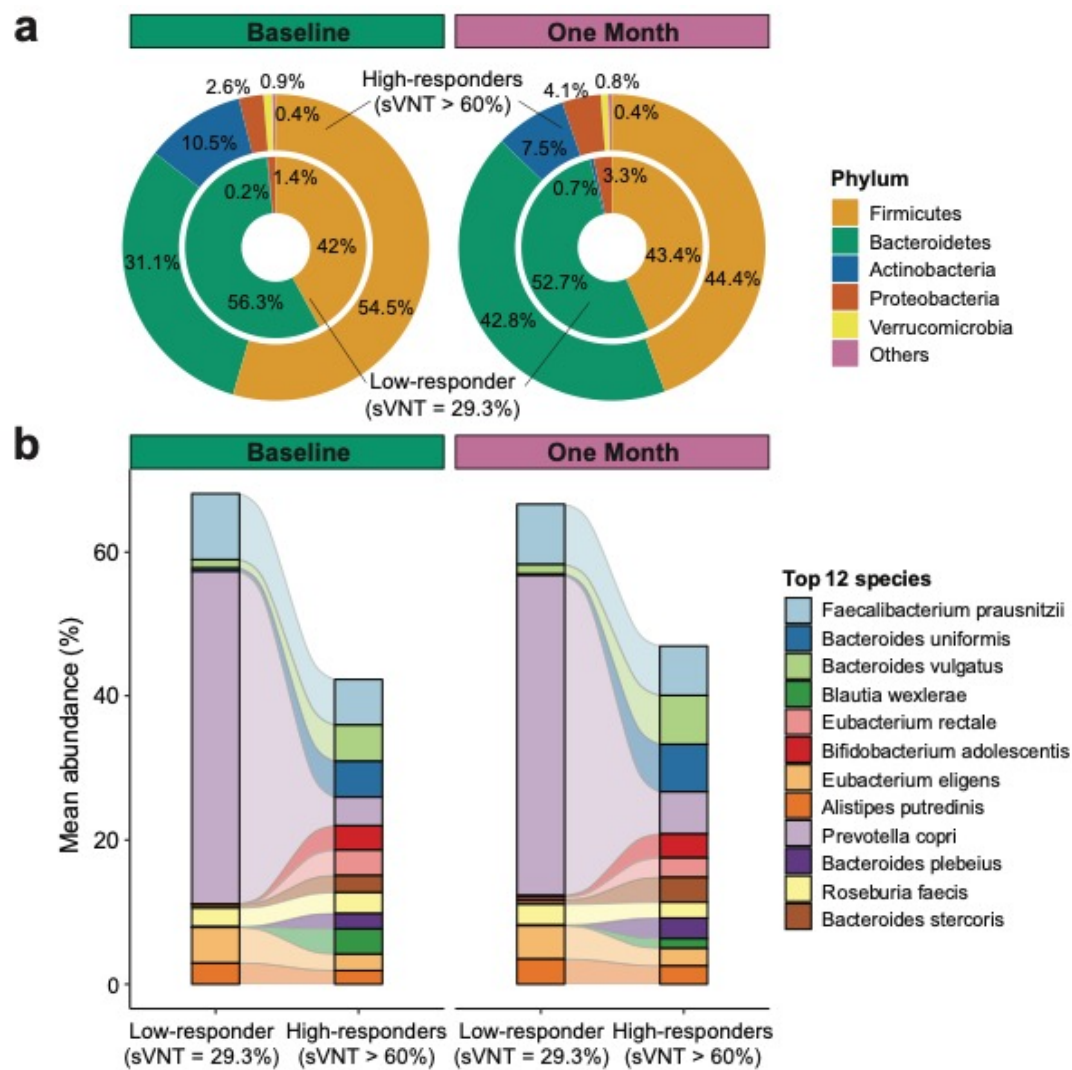 a
Baseline
One Month
High-responders
(sVNT > 60%)
2.6%
0.9%
0.4%
10.5%
31.1%
54.5%
0.2%
1.4%
42%
56.3%
4.1%
0.8%
0.4%
7.5%
42.8%
44.4%
0.7%
3.3%
43.4%
52.7%
Low-responder
(sVNT = 29.3%)
Phylum
Firmicutes
Bacteroidetes
Actinobacteria
Proteobacteria
Verrucomicrobia
Others
b
Baseline
One Month
Mean abundance (%)
60
40
20
0
Low-responder
(sVNT = 29.3%)
High-responders
(sVNT > 60%)
Low-responder
(sVNT = 29.3%)
High-responders
(sVNT > 60%)
Top 12 species
Faecalibacterium prausnitzii
Bacteroides uniformis
Bacteroides vulgatus
Blautia wexlerae
Eubacterium rectale
Bifidobacterium adolescentis
Eubacterium eligens
Alistipes putredinis
Prevotella copri
Bacteroides plebeius
Roseburia faecis
Bacteroides stercoris